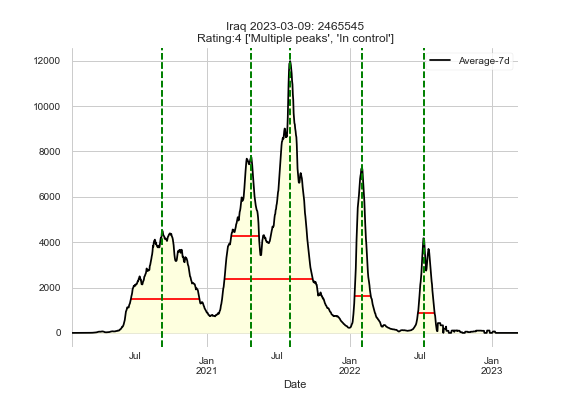 Iraq 2023-03-09: 2465545
Rating:4 ['Multiple peaks', 'In control']
Average-7d
12000
10000
8000
6000
4000
2000
0
Jul
Jan
2021
Jul
Jan
2022
Jul
Jan
2023
Date